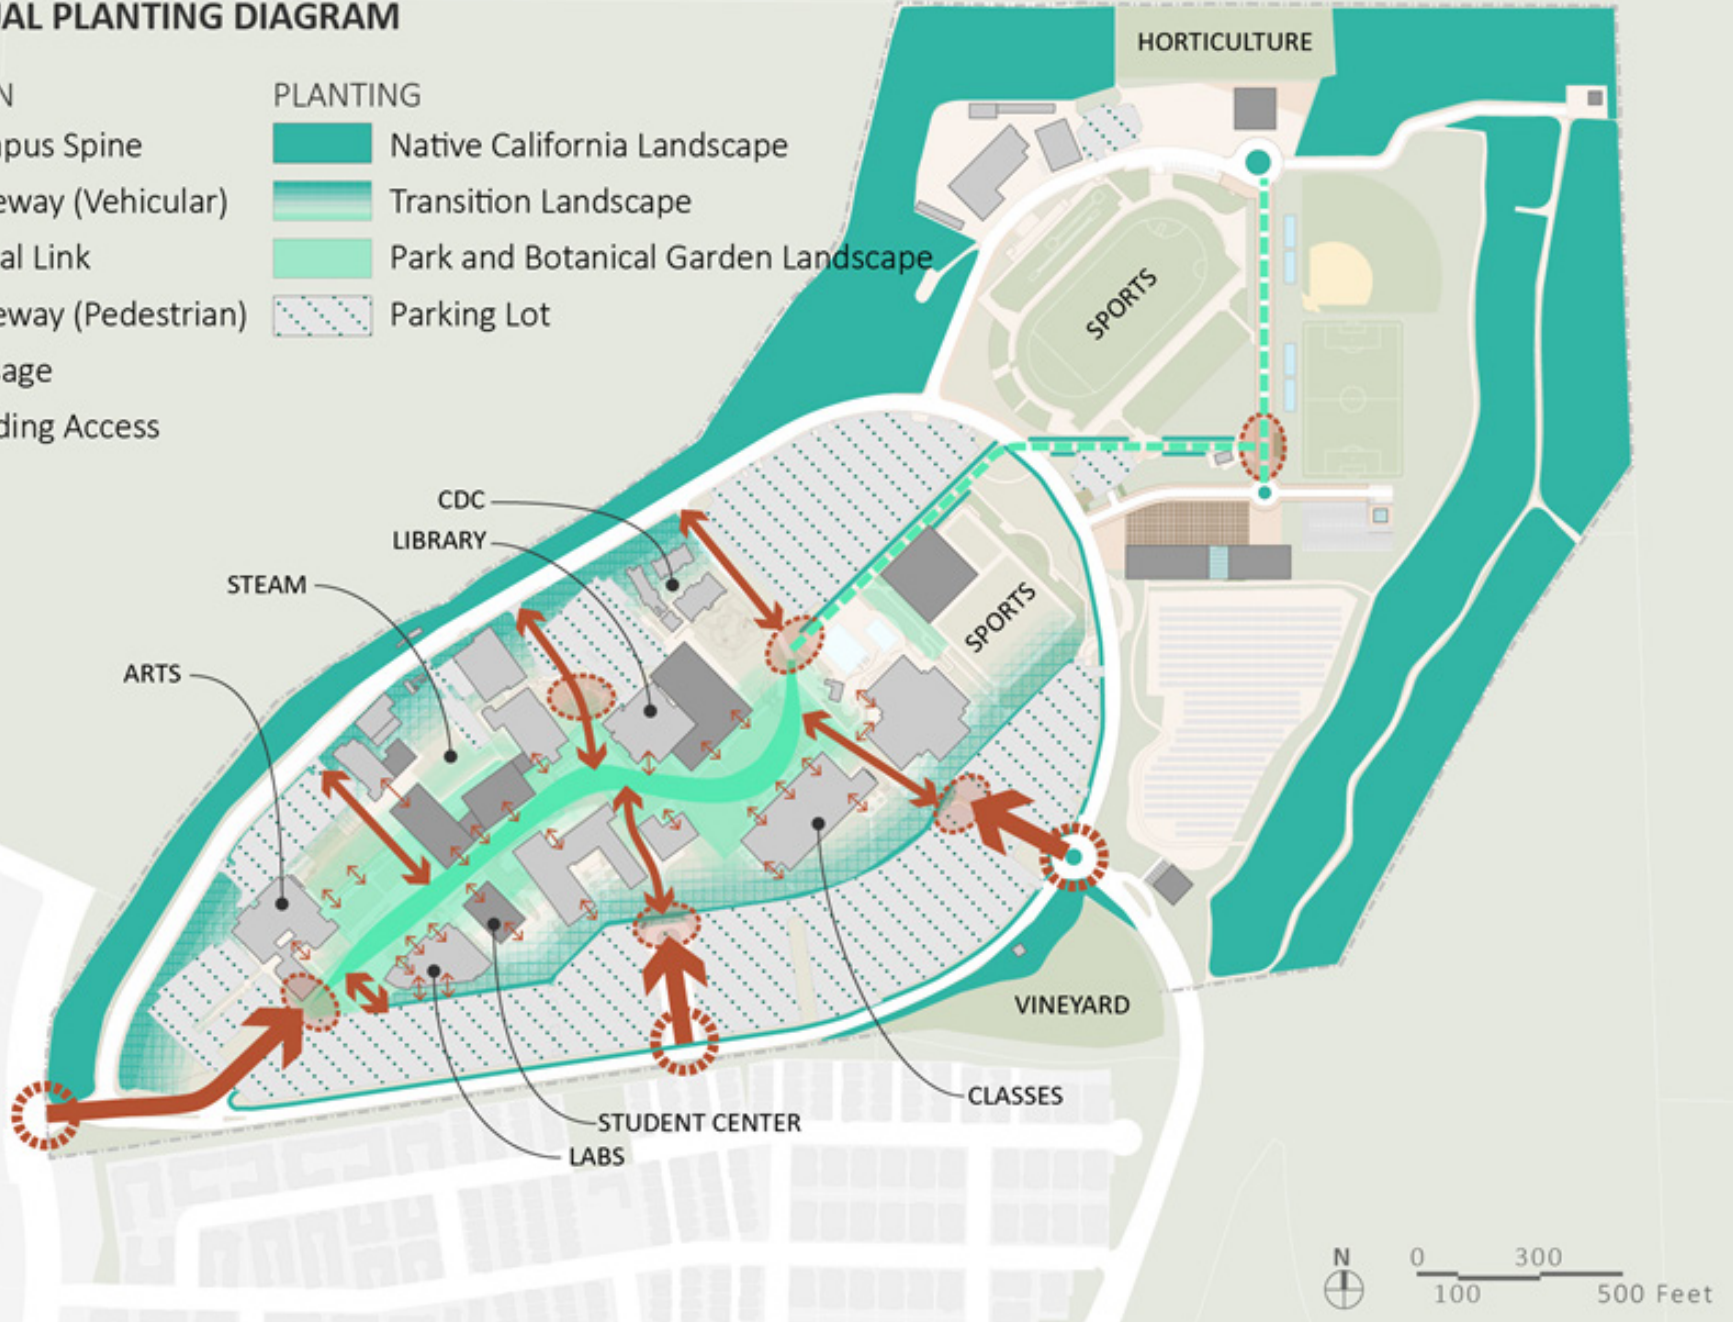 UAL PLANTING DIAGRAM
N
PLANTING
pus Spine
Native California Landscape
eway (Vehicular)
Transition Landscape
al Link
Park and Botanical Garden Landscape
eway (Pedestrian)
Parking Lot
sage
ding Access
HORTICULTURE
SPORTS
CDC
LIBRARY
STEAM
SPORTS
ARTS
VINEYARD
CLASSES
STUDENT CENTER
LABS
N
0 300
100 500 Feet